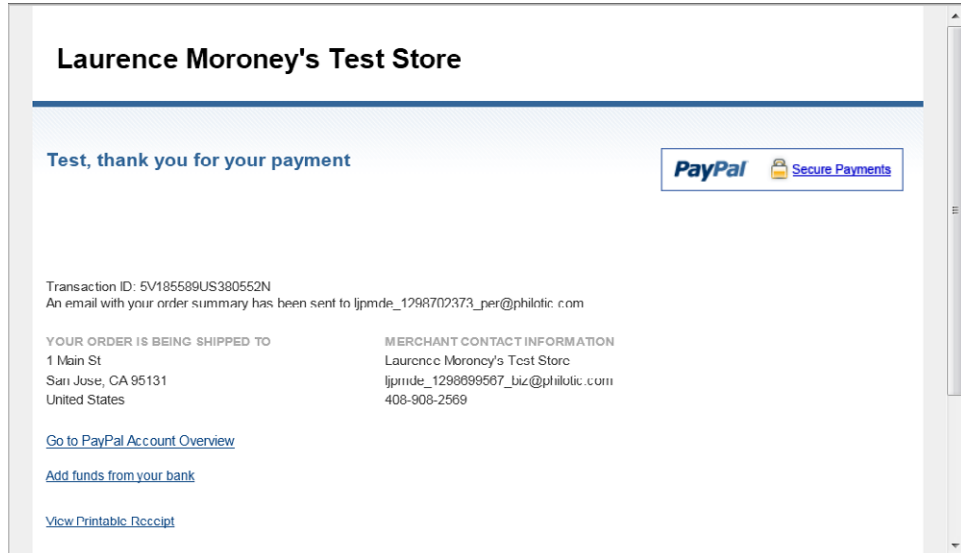 Laurence Moroney's Test Store
Test, thank you for your payment
PayPal Secure Payments
Transaction ID: 5V185589US380552N
An email with your order summary has been sent to ljpmde_1298702373_per@philotic.com
YOUR ORDER IS BEING SHIPPED TO
1 Main St
San Jose, CA 95131
United States
MERCHANT CONTACT INFORMATION
Laurence Moroney's Test Store
ljpmde_1298699567_biz@philotic.com
408-908-2569
Go to PayPal Account Overview
Add funds from your bank
View Printable Receipt